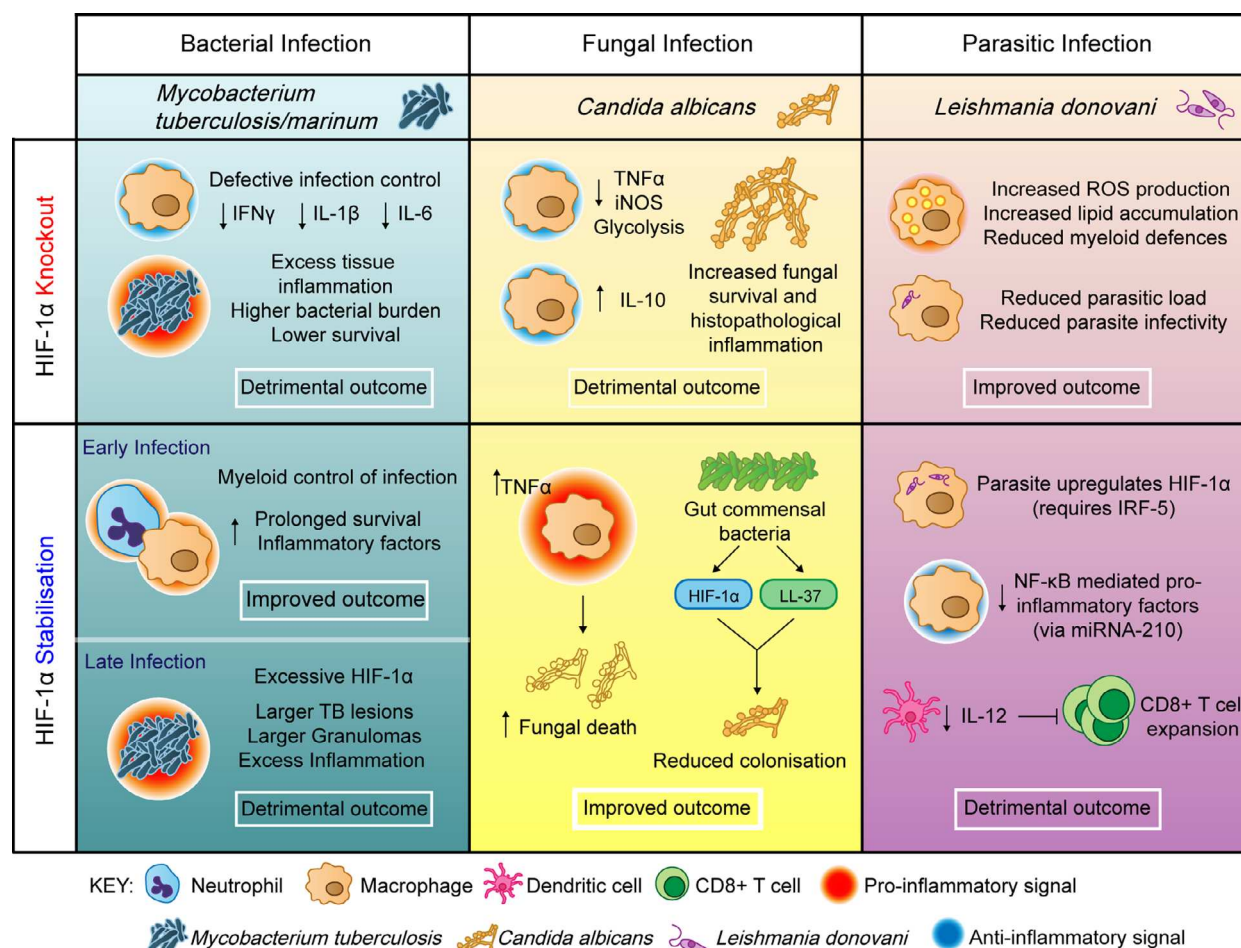 Bacterial Infection
Fungal Infection
Parasitic Infection
Mycobacterium
tuberculosis/marinum
Candida albicans
Leishmania donovani
HIF-1α Knockout
Defective infection control
↓ IFNγ ↓ IL-1β ↓ IL-6
Excess tissue
inflammation
Higher bacterial burden
Lower survival
Detrimental outcome
↓ TNFα
iNOS
Glycolysis
↑ IL-10
Increased fungal
survival and
histopathological
inflammation
Detrimental outcome
Increased ROS production
Increased lipid accumulation
Reduced myeloid defences
Reduced parasitic load
Reduced parasite infectivity
Improved outcome
HIF-1α Stabilisation
Early Infection
Myeloid control of infection
↑ Prolonged survival
Inflammatory factors
Improved outcome
Late Infection
Excessive HIF-1α
Larger TB lesions
Larger Granulomas
Excess Inflammation
Detrimental outcome
↑TNFα
↑ Fungal death
Gut commensal
bacteria
HIF-1α
LL-37
Reduced colonisation
Improved outcome
Parasite upregulates HIF-1α
(requires IRF-5)
↓ NF-κB mediated pro-
inflammatory factors
(via miRNA-210)
↓ IL-12
CD8+ T cell
expansion
Detrimental outcome
KEY: Neutrophil Macrophage Dendritic cell CD8+ T cell Pro-inflammatory signal
Mycobacterium tuberculosis Candida albicans Leishmania donovani Anti-inflammatory signal